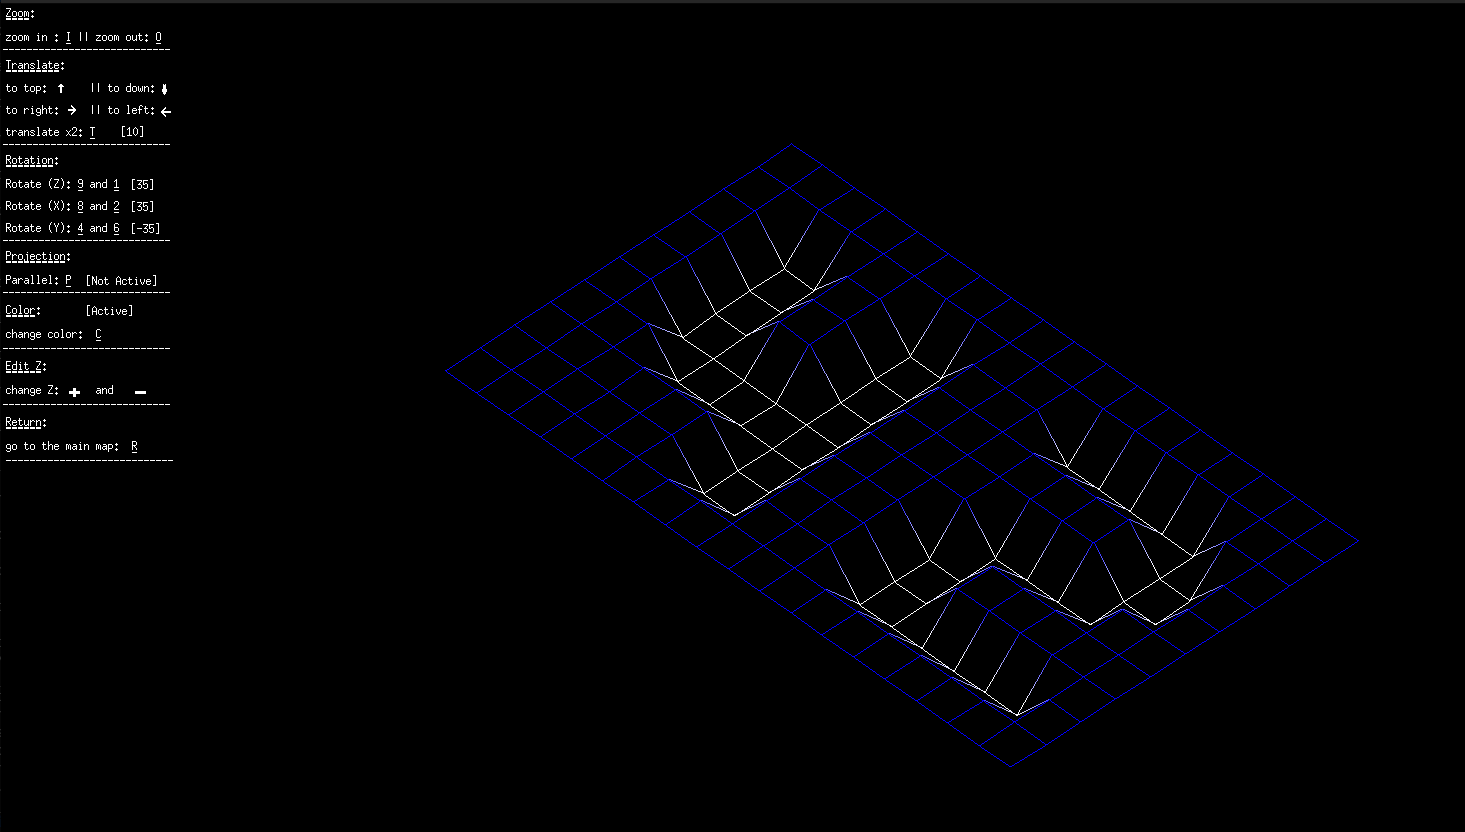 Zoom:
zoom in : I || zoom out: O
Translate:
to top: ↑ || to down: ⬇
to right: → || to left: ←
translate x2: T [10]
Rotation:
Rotate (Z): 9 and 1 [35]
Rotate (X): 8 and 2 [35]
Rotate (Y): 4 and 6 [-35]
Projection:
Parallel: P [Not Active]
Color: [Active]
change color: C
Edit Z:
change Z: + and -
Return:
go to the main map: R